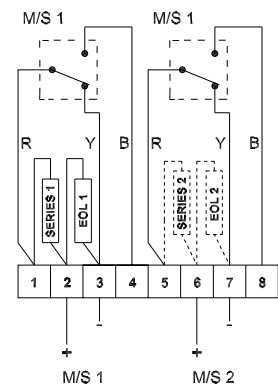 M/S 1 M/S 1
R Y B R Y B
SERIES 1 EOL 1 SERIES 2 EOL 2
1 2 3 4 5 6 7 8
+ - + -
M/S 1 M/S 2